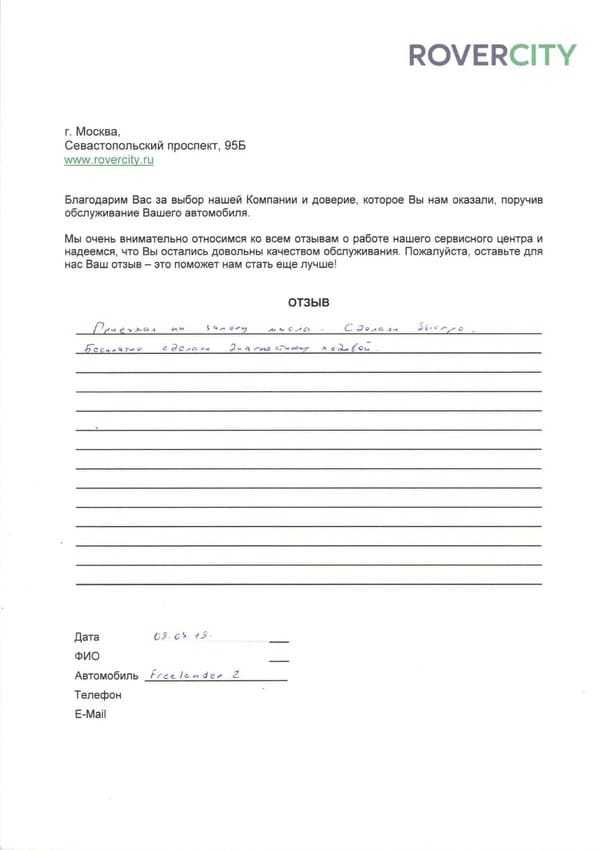 ROVERCITY
г. Москва,
Севастопольский проспект, 95Б
www.rovercity.ru
Благодарим Вас за выбор нашей Компании и доверие, которое Вы нам оказали, поручив
обслуживание Вашего автомобиля.
Мы очень внимательно относимся ко всем отзывам о работе нашего сервисного центра и
надеемся, что Вы остались довольны качеством обслуживания. Пожалуйста, оставьте для
нас Ваш отзыв – это поможет нам стать еще лучше!
ОТЗЫВ
Приехал на замену масла. Сделали быстро.
Бесплатно сделали диагностику ходовой.
Дата 09.03.19.
ФИО
Автомобиль Freelander 2
Телефон
E-Mail